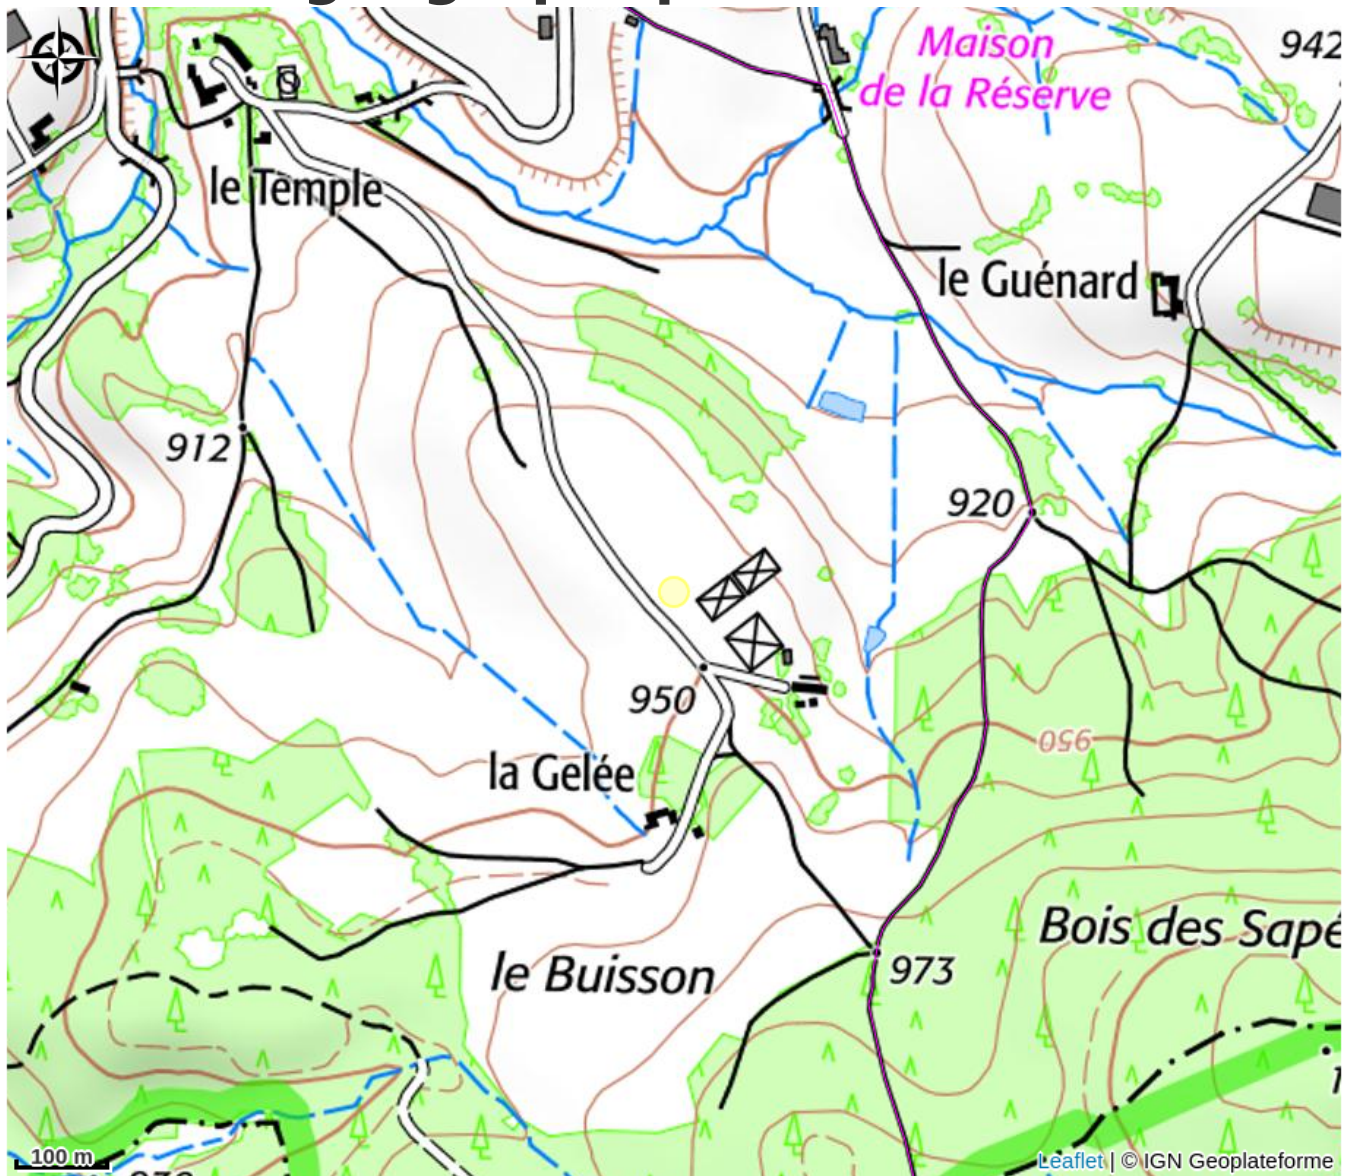 942
Maison
de la Réserve
le Temple
le Guénard
912
920
950
950
la Gelée
Bois des Sapé
le Buisson
973
100 m
Leaflet | © IGN Geoplateforme